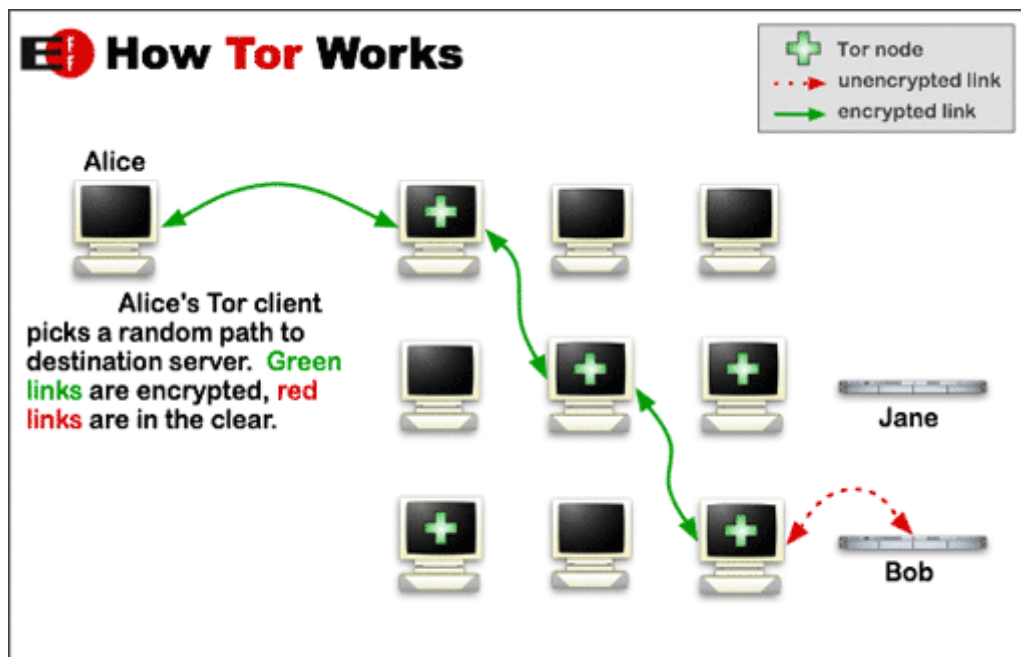 EFF How Tor Works
Tor node
unencrypted link
encrypted link
Alice
Alice's Tor client
picks a random path to
destination server. Green
links are encrypted, red
links are in the clear.
Jane
Bob